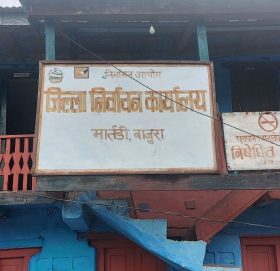 निर्वाचन आयोग
जिल्ला निर्वाचन कार्यालय
मार्तडी, बाजुरा
निषेधित